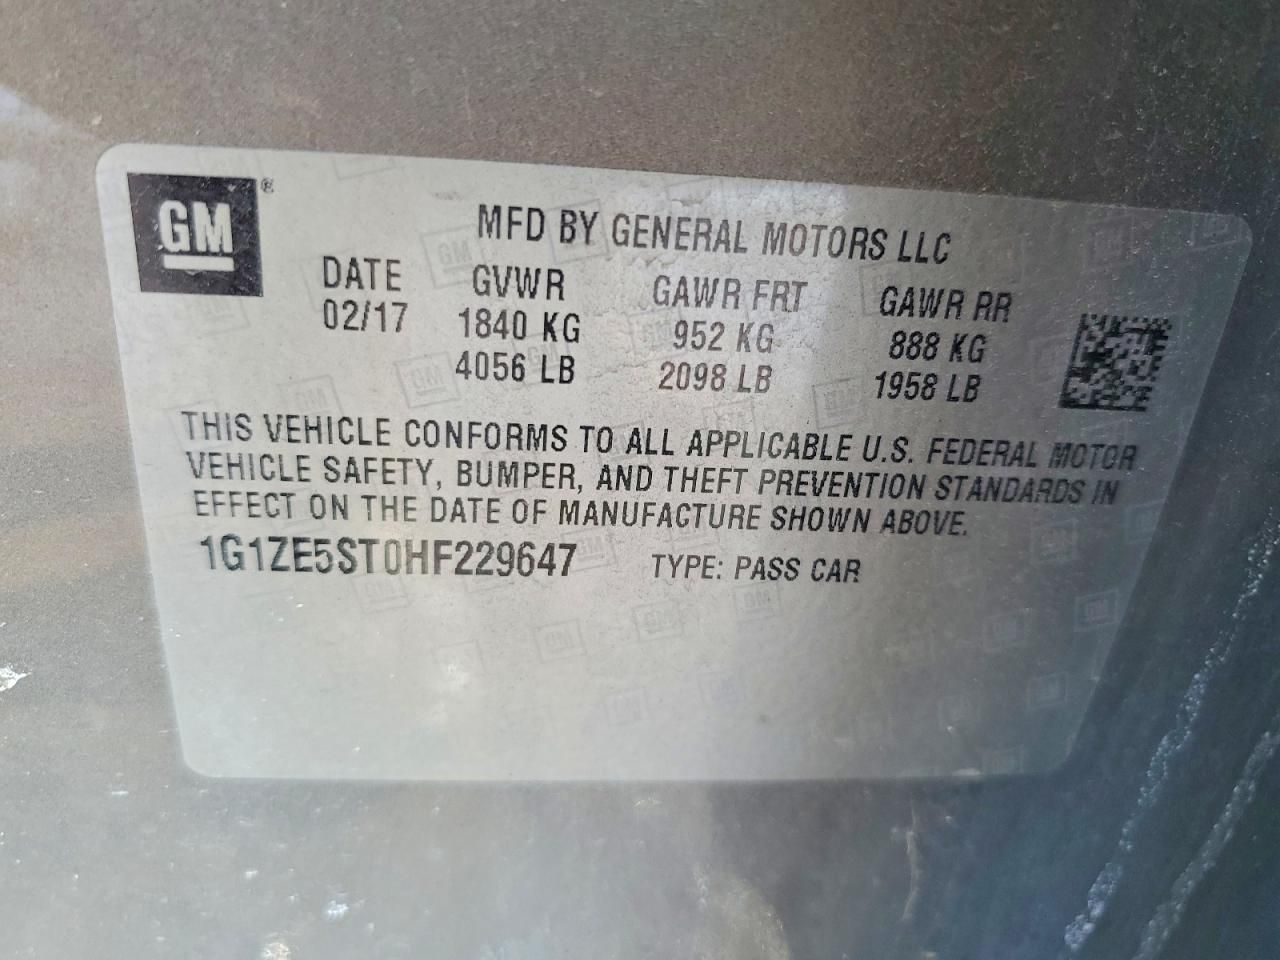 GM®
MFD BY GENERAL MOTORS LLC
DATE GVWR GAWR FRT GAWR RR
02/17 1840 KG 952 KG 888 KG
4056 LB 2098 LB 1958 LB
THIS VEHICLE CONFORMS TO ALL APPLICABLE U.S. FEDERAL MOTOR
VEHICLE SAFETY, BUMPER, AND THEFT PREVENTION STANDARDS IN
EFFECT ON THE DATE OF MANUFACTURE SHOWN ABOVE.
1G1ZE5ST0HF229647 TYPE: PASS CAR